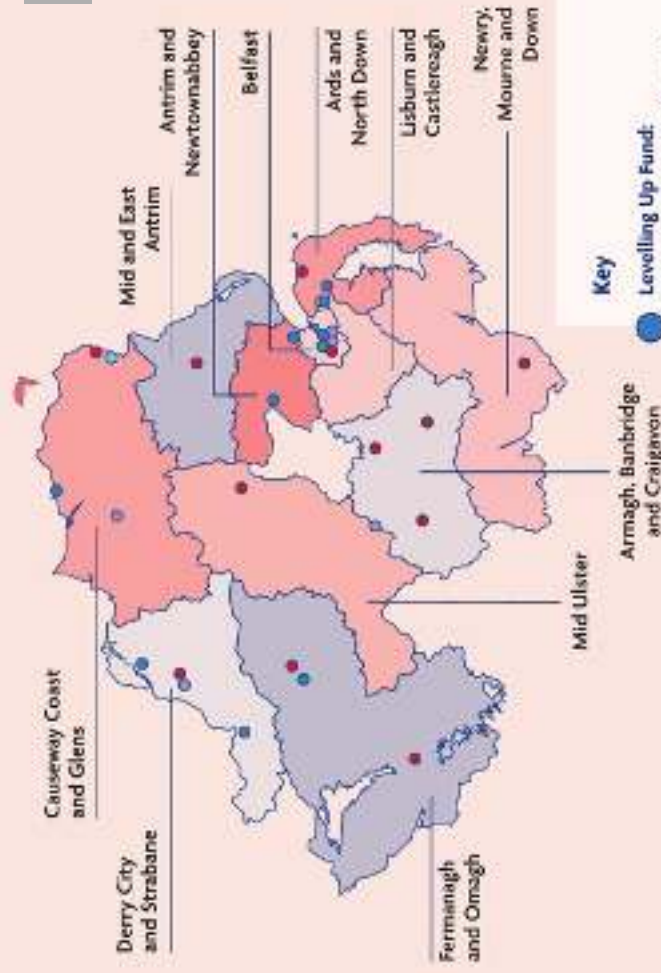 Antrim and
Newtownabbey
Belfast
Ards and
North Down
Lisburn and
Castlereagh
Newry,
Mourne and
Down
Mid and East
Antrim
Causeway Coast
and Glens
Derry City
and Strabane
Fermanagh
and Omagh
Mid Ulster
Armagh, Banbridge
and Craigavon
Key
Levelling Up Fund: